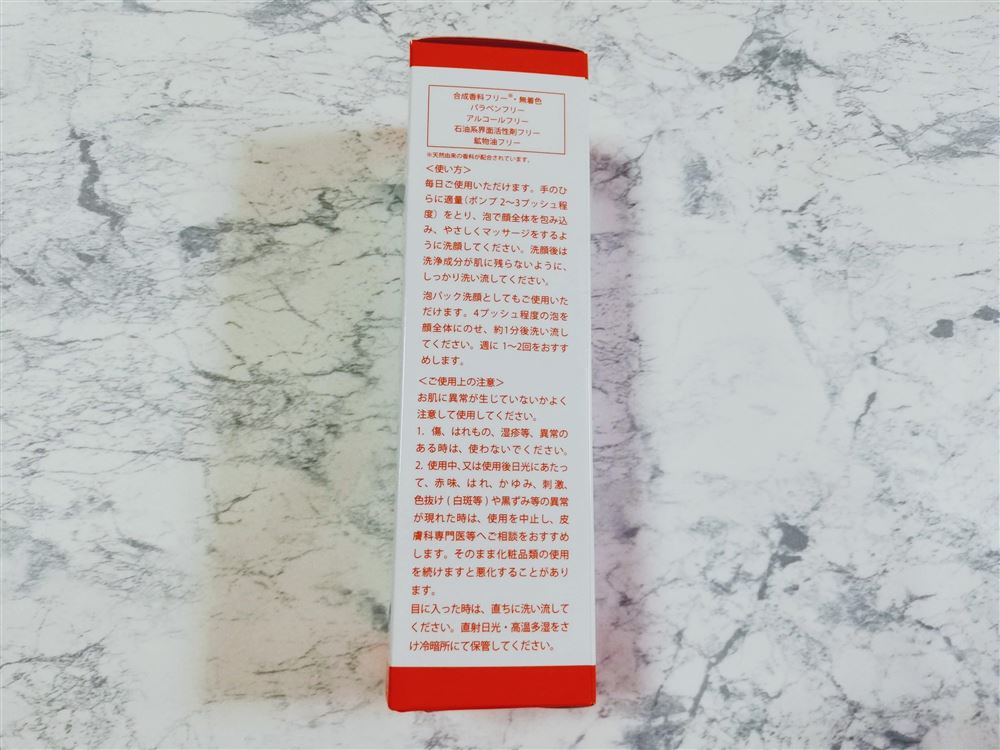 合成香料フリー※・無着色
パラベンフリー
アルコールフリー
石油系界面活性剤フリー
鉱物油フリー
※天然由来の香料が配合されています。
＜使い方＞
毎日ご使用いただけます。手のひ
らに適量（ポンプ 2〜3プッシュ程
度）をとり、泡で顔全体を包み込
み、やさしくマッサージをするよ
うに洗顔してください。洗顔後は
洗浄成分が肌に残らないように、
しっかり洗い流してください。
泡パック洗顔としてもご使用いた
だけます。4プッシュ程度の泡を
顔全体にのせ、約1分後洗い流し
てください。週に 1〜2回をおすす
めします。
＜ご使用上の注意＞
お肌に異常が生じていないかよく
注意して使用してください。
1. 傷、はれもの、湿疹等、異常の
ある時は、使わないでください。
2. 使用中、又は使用後日光にあたっ
て、赤味、はれ、かゆみ、刺激、
色抜け ( 白斑等 ) や黒ずみ等の異常
が現れた時は、使用を中止し、皮
膚科専門医等へご相談をおすすめ
します。そのまま化粧品類の使用
を続けますと悪化することがあり
ます。
目に入った時は、直ちに洗い流して
ください。直射日光・高温多湿をさ
け冷暗所にて保管してください。